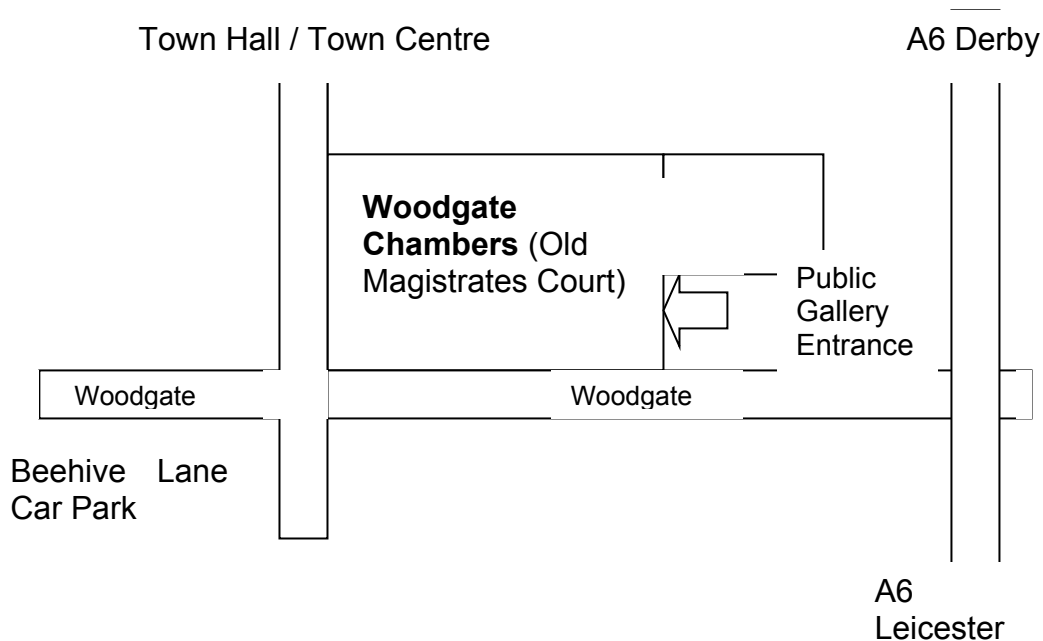 Town Hall / Town Centre
A6 Derby
Woodgate
Chambers (Old
Magistrates Court)
Public
Gallery
Entrance
Woodgate
Woodgate
Beehive Lane
Car Park
A6
Leicester